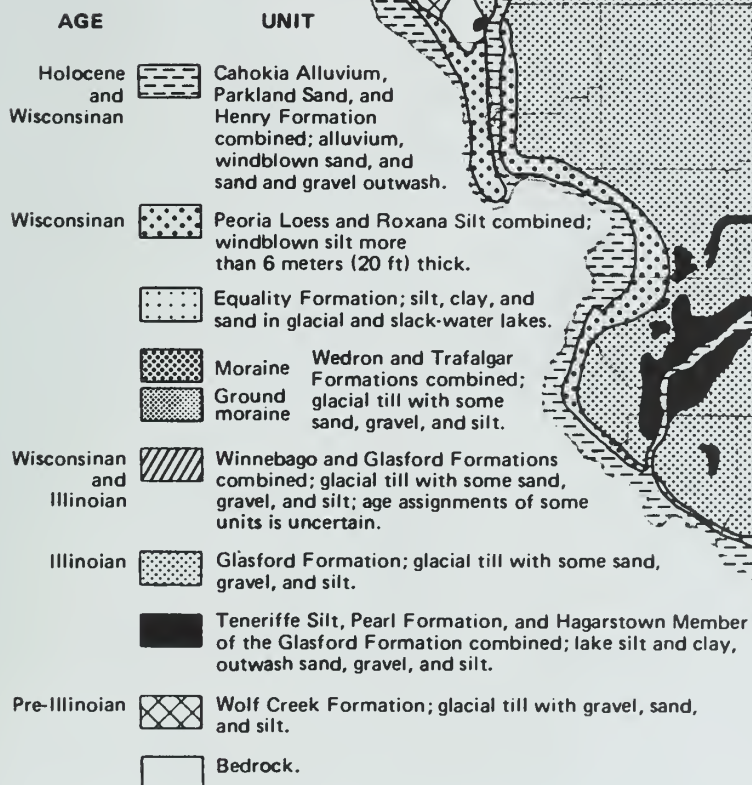 AGE UNIT
Holocene and Wisconsinan
Cahokia Alluvium,
Parkland Sand, and
Henry Formation
combined; alluvium,
windblown sand, and
sand and gravel outwash.
Wisconsinan
Peoria Loess and Roxana Silt combined;
windblown silt more
than 6 meters (20 ft) thick.
Equality Formation; silt, clay, and
sand in glacial and slack-water lakes.
Moraine
Ground
moraine
Wedron and Trafalgar
Formations combined;
glacial till with some
sand, gravel, and silt.
Wisconsinan
and
Illinoian
Winnebago and Glasford Formations
combined; glacial till with some sand,
gravel, and silt; age assignments of some
units is uncertain.
Illinoian
Glasford Formation; glacial till with some sand,
gravel, and silt.
Teneriffe Silt, Pearl Formation, and Hagarstown Member
of the Glasford Formation combined; lake silt and clay,
outwash sand, gravel, and silt.
Pre-Illinoian
Wolf Creek Formation; glacial till with gravel, sand,
and silt.
Bedrock.